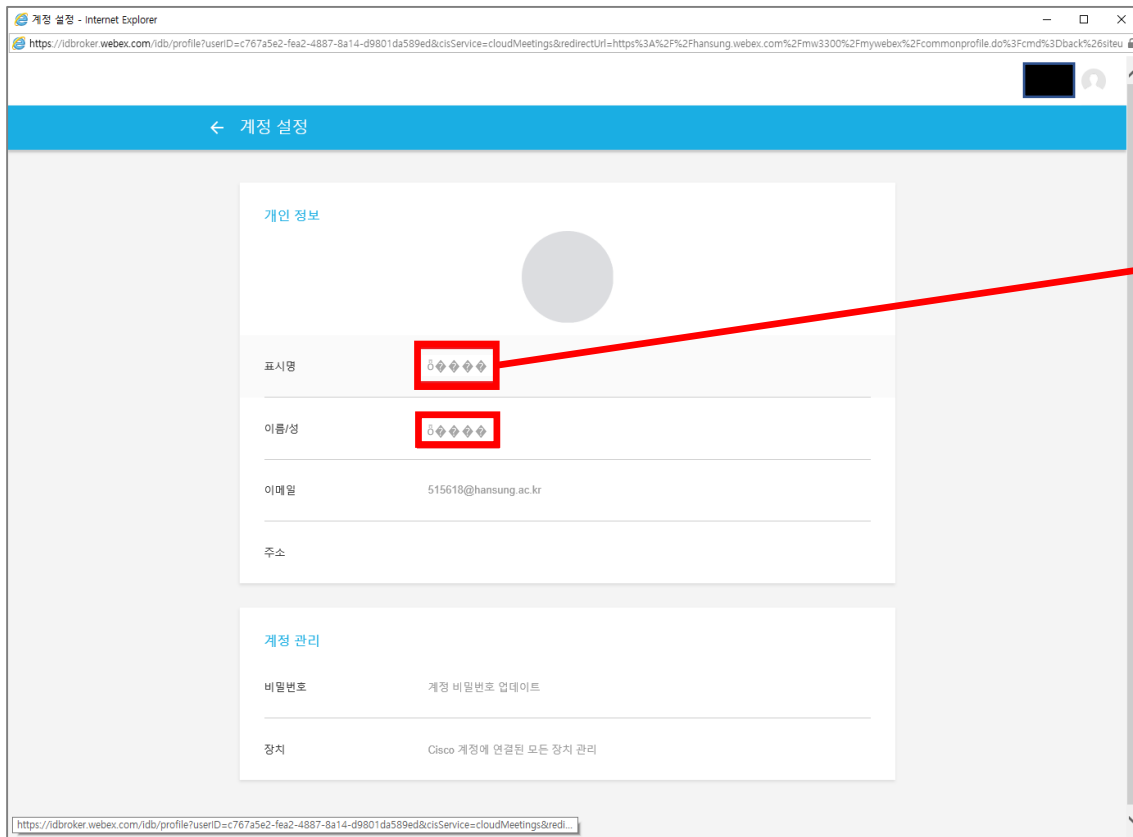 계정 설정 - Internet Explorer
https://idbroker.webex.com/idb/profile?userID=c767a5e2-fea2-4887-8a14-d9801da589ed&cisService=cloudMeetings&redirectUrl=https%3A%2F%2Fhansung.webex.com%2Fmw3300%2Fmywebex%2Fcommonprofile.do%3Fcmd%3Dback%26siteu
← 계정 설정
개인 정보
표시명 ô����
이름/성 ô����
이메일 515618@hansung.ac.kr
주소
계정 관리
비밀번호 계정 비밀번호 업데이트
장치 Cisco 계정에 연결된 모든 장치 관리
https://idbroker.webex.com/idb/profile?userID=c767a5e2-fea2-4887-8a14-d9801da589ed&cisService=cloudMeetings&redi...